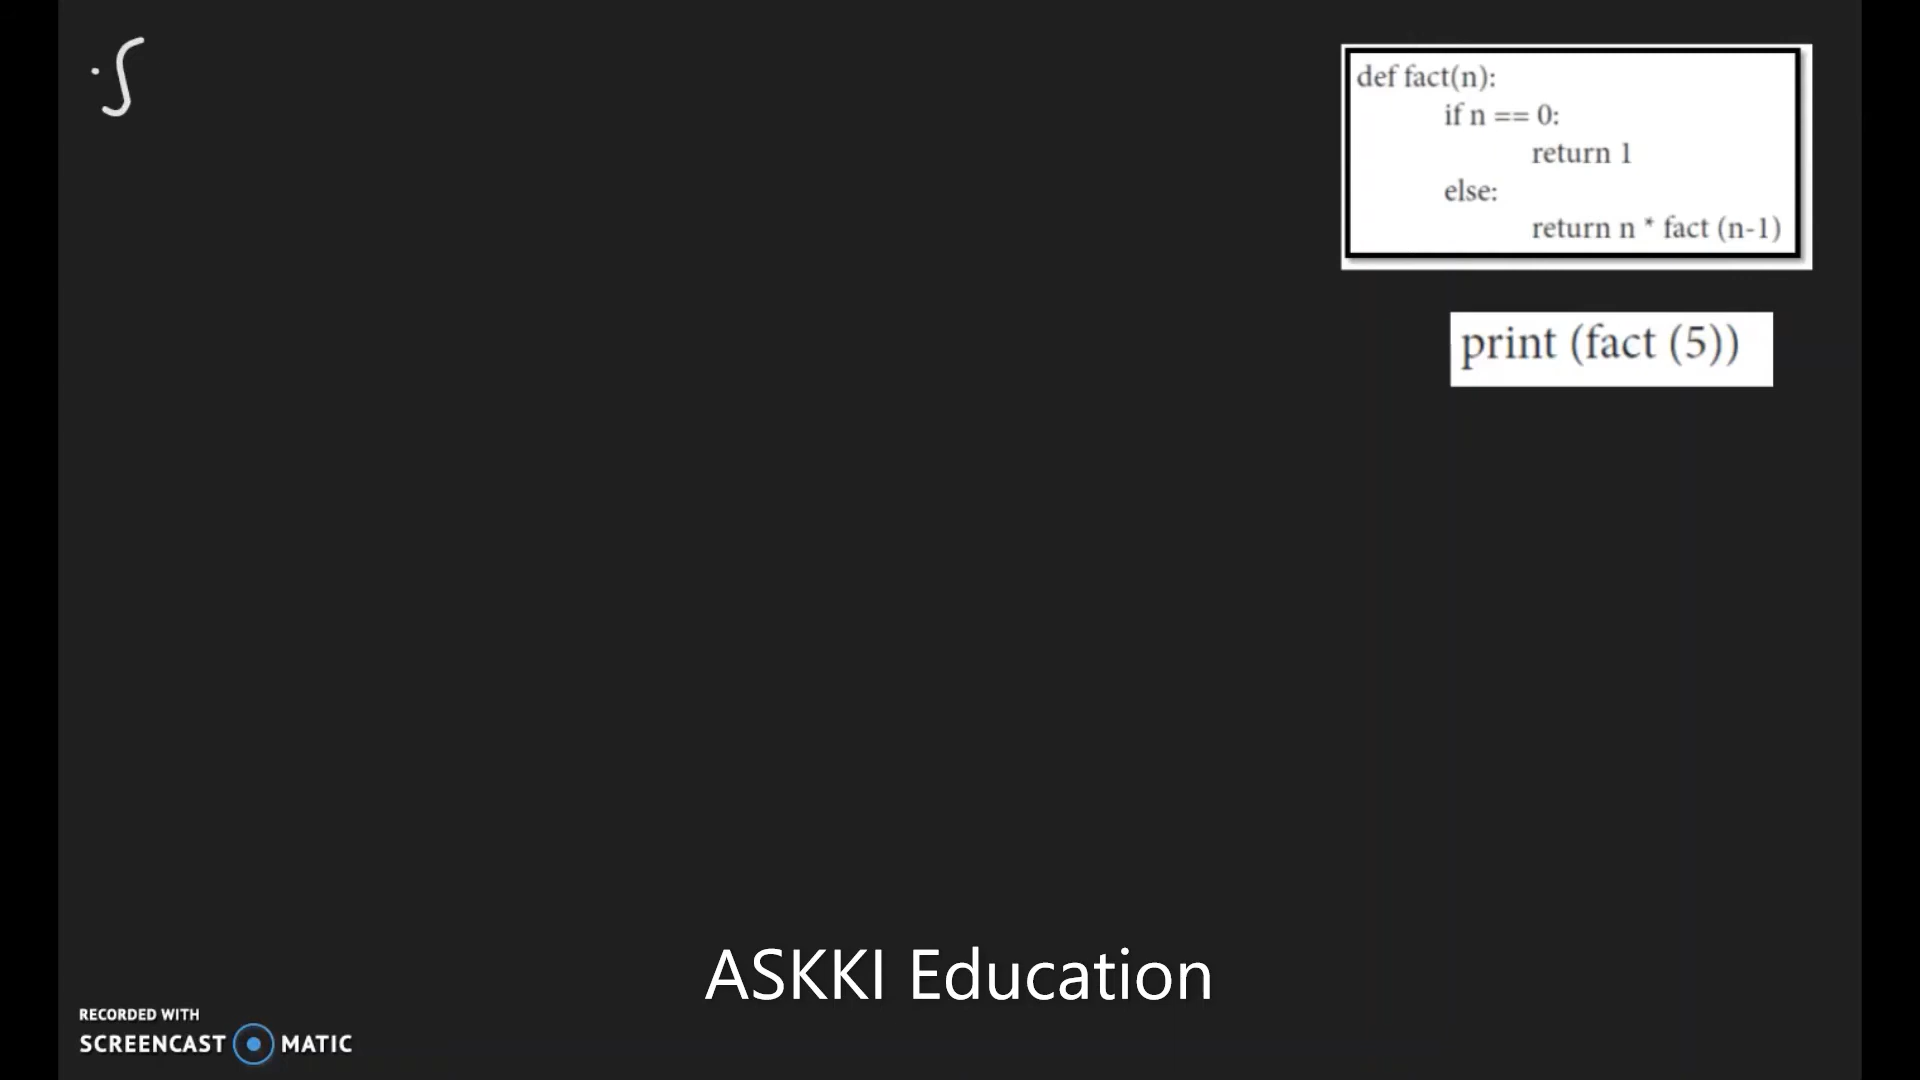 def fact(n):
if n == 0:
return 1
else:
return n * fact (n-1)
print (fact (5))
ASKKI Education
RECORDED WITH
SCREENCAST MATIC